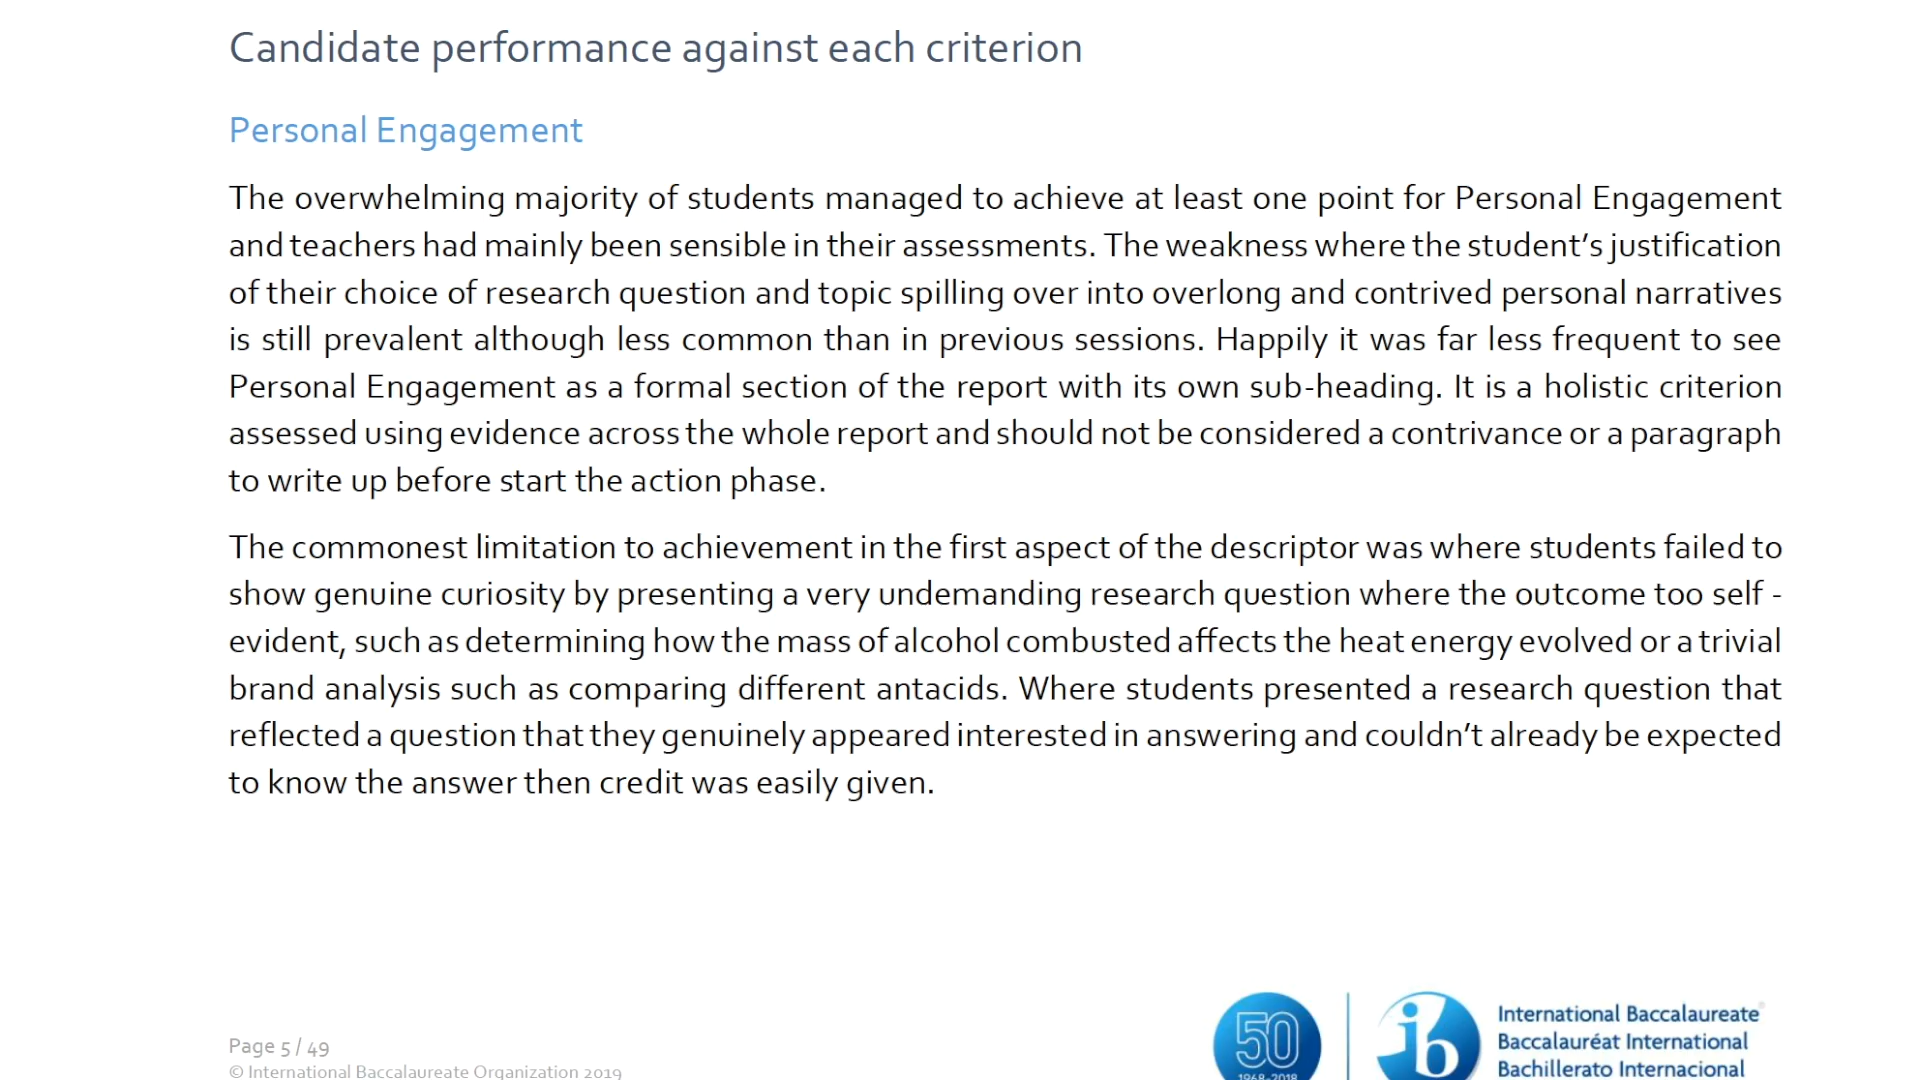 Candidate performance against each criterion
Personal Engagement
The overwhelming majority of students managed to achieve at least one point for Personal Engagement
and teachers had mainly been sensible in their assessments. The weakness where the student’s justification
of their choice of research question and topic spilling over into overlong and contrived personal narratives
is still prevalent although less common than in previous sessions. Happily it was far less frequent to see
Personal Engagement as a formal section of the report with its own sub-heading. It is a holistic criterion
assessed using evidence across the whole report and should not be considered a contrivance or a paragraph
to write up before start the action phase.
The commonest limitation to achievement in the first aspect of the descriptor was where students failed to
show genuine curiosity by presenting a very undemanding research question where the outcome too self -
evident, such as determining how the mass of alcohol combusted affects the heat energy evolved or a trivial
brand analysis such as comparing different antacids. Where students presented a research question that
reflected a question that they genuinely appeared interested in answering and couldn’t already be expected
to know the answer then credit was easily given.
Page 5 / 49
© International Baccalaureate Organization 2019
50
1968-2018
ib
International Baccalaureate
Baccalauréat International
Bachillerato Internacional